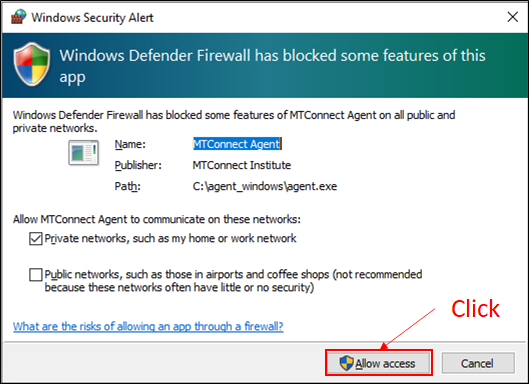 Windows Security Alert
Windows Defender Firewall has blocked some features of this
app
Windows Defender Firewall has blocked some features of MTConnect Agent on all public and
private networks.
Name: MTConnect Agent
Publisher: MTConnect Institute
Path: C:\agent_windows\agent.exe
Allow MTConnect Agent to communicate on these networks:
Private networks, such as my home or work network
Public networks, such as those in airports and coffee shops (not recommended
because these networks often have little or no security)
What are the risks of allowing an app through a firewall?
Click
Allow access Cancel